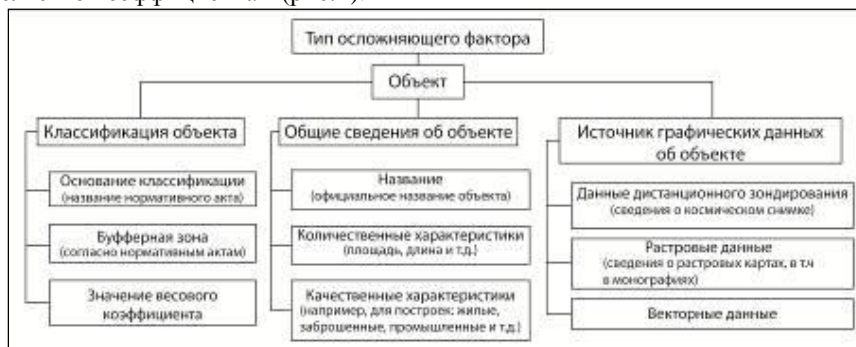 Тип осложняющего фактора
Объект
Классификация объекта
Основание классификации
(название нормативного акта)
Буфферная зона
(согласно нормативным актам)
Значение весового
коэффициента
Общие сведения об объекте
Название
(официальное название объекта)
Количественные характеристики
(площадь, длина и т.д.)
Качественные характеристики
(например, для построек: жилые,
заброшенные, промышленные и т.д.)
Источник графических данных
об объекте
Данные дистанционного зондирования
(сведения о космическом снимке)
Растровые данные
(сведения о растровых картах, в т.ч
в монографиях)
Векторные данные